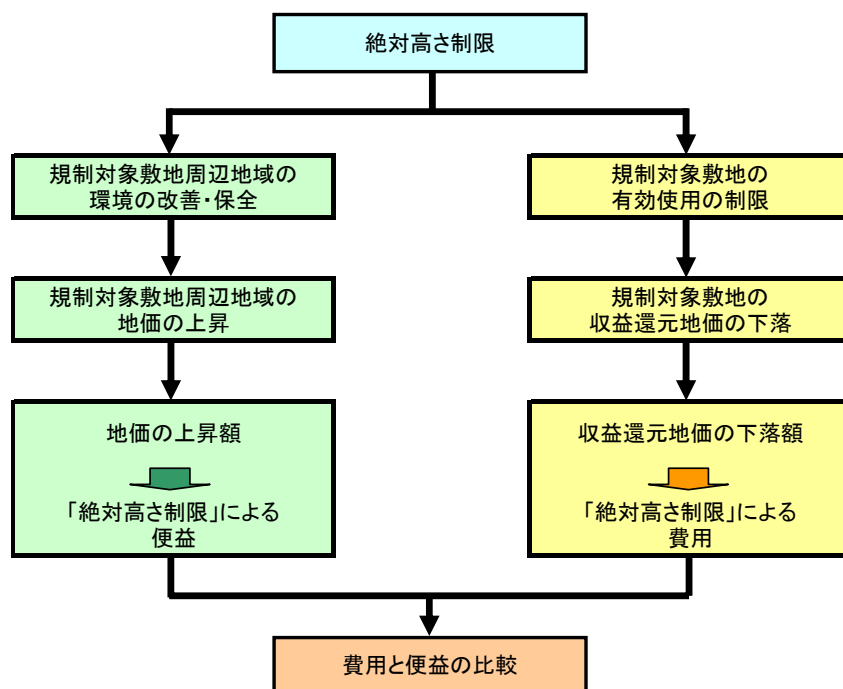 絶対高さ制限
規制対象敷地周辺地域の
環境の改善・保全
規制対象敷地の
有効使用の制限
規制対象敷地周辺地域の
地価の上昇
規制対象敷地の
収益還元地価の下落
地価の上昇額
「絶対高さ制限」による
便益
収益還元地価の下落額
「絶対高さ制限」による
費用
費用と便益の比較